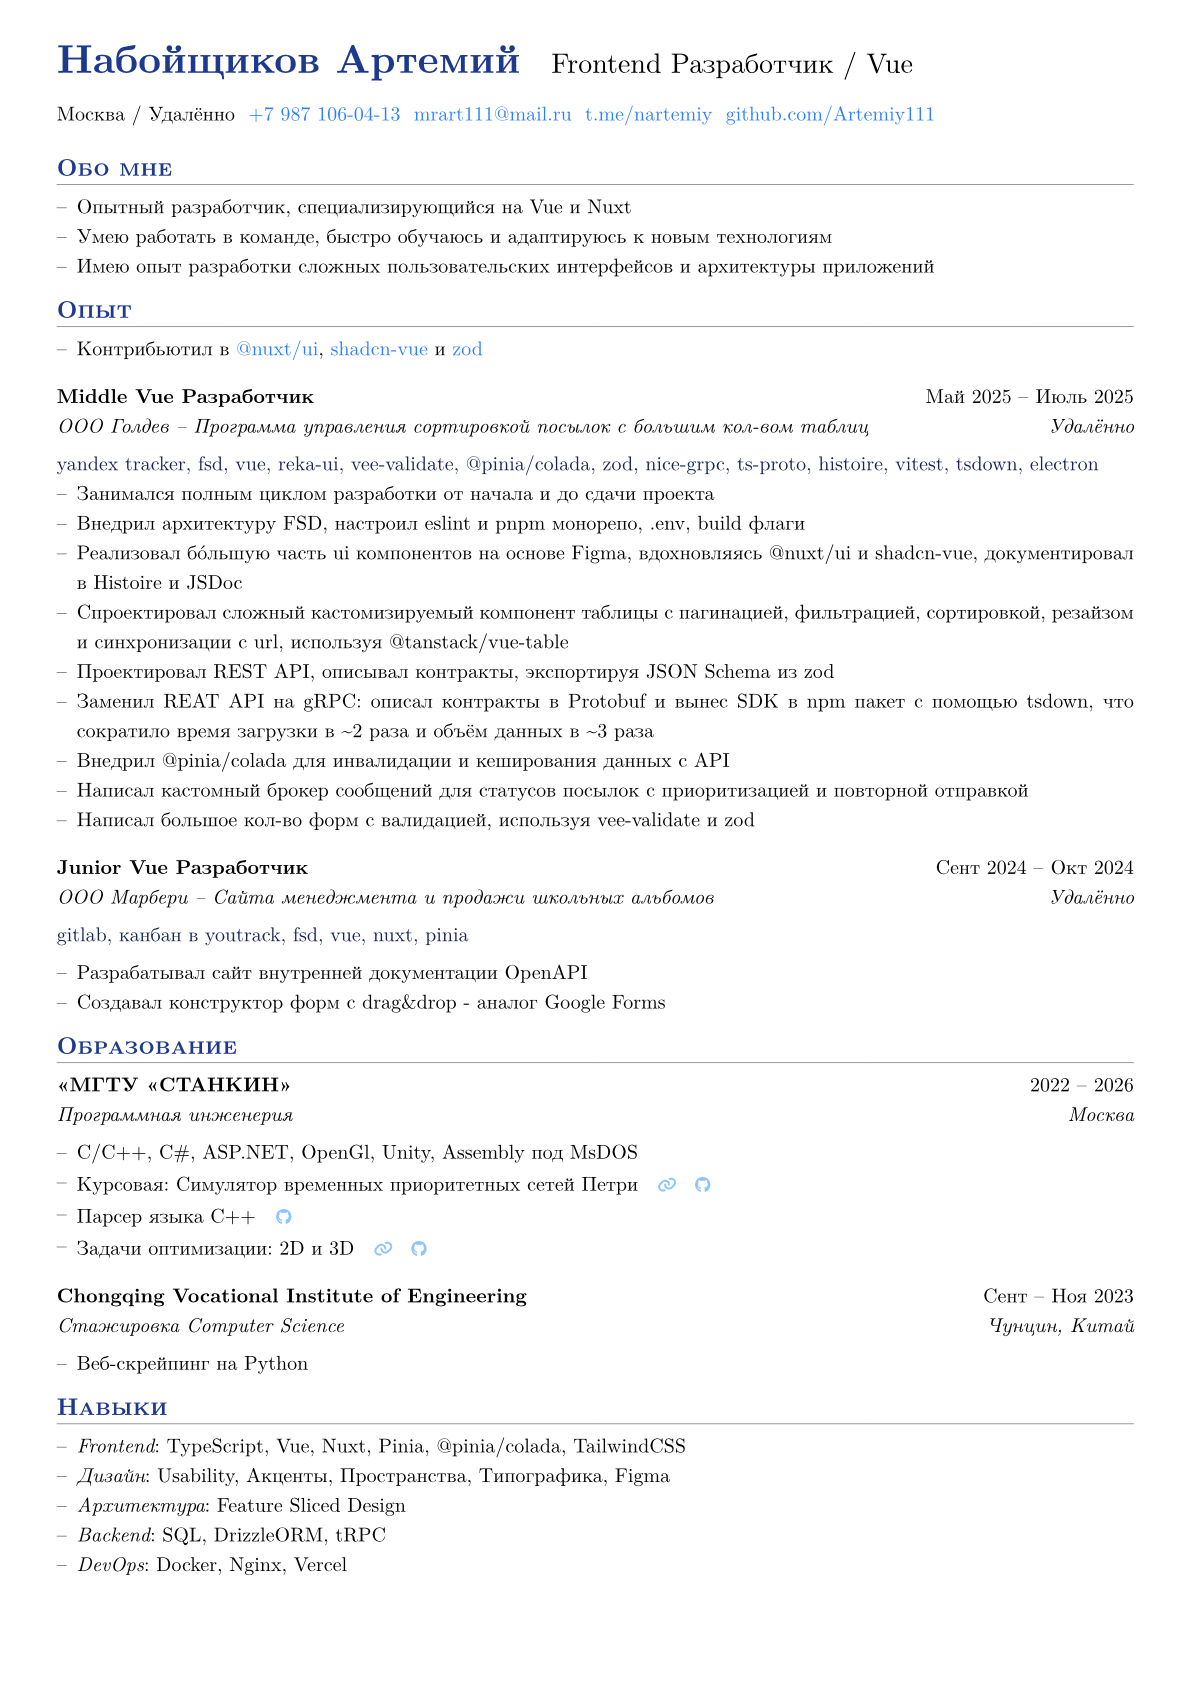 Набойщиков Артемий Frontend Разработчик / Vue
Москва / Удалённо +7 987 106-04-13 mrart111@mail.ru t.me/nartemiy github.com/Artemiy111
Обо мне
– Опытный разработчик, специализирующийся на Vue и Nuxt
– Умею работать в команде, быстро обучаюсь и адаптируюсь к новым технологиям
– Имею опыт разработки сложных пользовательских интерфейсов и архитектуры приложений
Опыт
– Контрибьютил в @nuxt/ui, shadcn-vue и zod
Middle Vue Разработчик Май 2025 – Июль 2025
ООО Голдев – Программа управления сортировкой посылок с большим кол-вом таблиц Удалённо
yandex tracker, fsd, vue, reka-ui, vee-validate, @pinia/colada, zod, nice-grpc, ts-proto, histoire, vitest, tsdown, electron
– Занимался полным циклом разработки от начала и до сдачи проекта
– Внедрил архитектуру FSD, настроил eslint и pnpm монорепо, .env, build флаги
– Реализовал бо́льшую часть ui компонентов на основе Figma, вдохновляясь @nuxt/ui и shadcn-vue, документировал
в Histoire и JSDoc
– Спроектировал сложный кастомизируемый компонент таблицы с пагинацией, фильтрацией, сортировкой, резайзом
и синхронизации с url, используя @tanstack/vue-table
– Проектировал REST API, описывал контракты, экспортируя JSON Schema из zod
– Заменил REAT API на gRPC: описал контракты в Protobuf и вынес SDK в npm пакет с помощью tsdown, что
сократило время загрузки в ~2 раза и объём данных в ~3 раза
– Внедрил @pinia/colada для инвалидации и кеширования данных с API
– Написал кастомный брокер сообщений для статусов посылок с приоритизацией и повторной отправкой
– Написал большое кол-во форм с валидацией, используя vee-validate и zod
Junior Vue Разработчик Сент 2024 – Окт 2024
ООО Марбери – Сайта менеджмента и продажи школьных альбомов Удалённо
gitlab, канбан в youtrack, fsd, vue, nuxt, pinia
– Разрабатывал сайт внутренней документации OpenAPI
– Создавал конструктор форм с drag&drop - аналог Google Forms
Образование
«МГТУ «СТАНКИН» 2022 – 2026
Программная инженерия Москва
– C/C++, C#, ASP.NET, OpenGl, Unity, Assembly под MsDOS
– Курсовая: Симулятор временных приоритетных сетей Петри
– Парсер языка C++
– Задачи оптимизации: 2D и 3D
Chongqing Vocational Institute of Engineering Сент – Ноя 2023
Стажировка Computer Science Чунцин, Китай
– Веб-скрейпинг на Python
Навыки
– Frontend: TypeScript, Vue, Nuxt, Pinia, @pinia/colada, TailwindCSS
– Дизайн: Usability, Акценты, Пространства, Типографика, Figma
– Архитектура: Feature Sliced Design
– Backend: SQL, DrizzleORM, tRPC
– DevOps: Docker, Nginx, Vercel